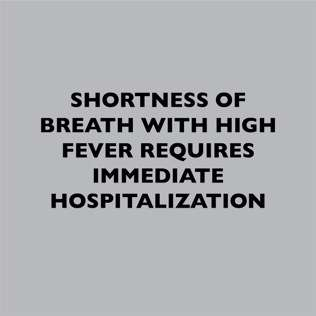 SHORTNESS OF
BREATH WITH HIGH
FEVER REQUIRES
IMMEDIATE
HOSPITALIZATION